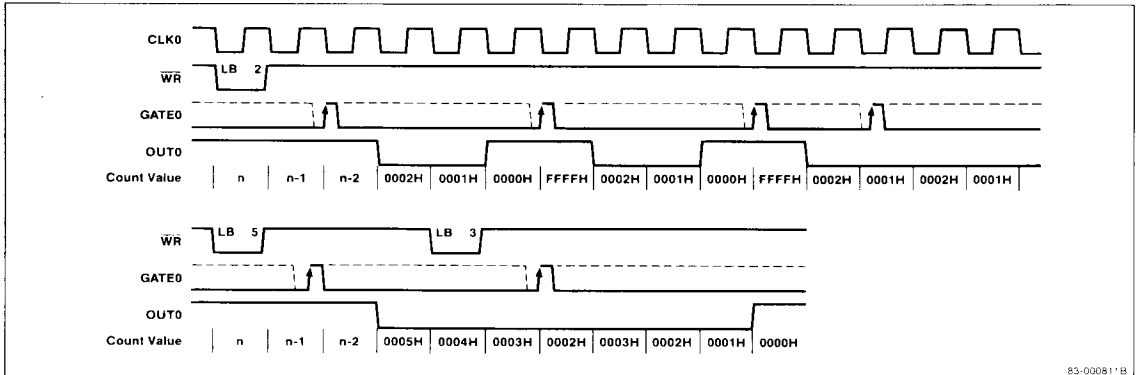 CLK0
WR
LB 2
GATE0
OUT0
Count Value n n-1 n-2 0002H 0001H 0000H FFFFH 0002H 0001H 0000H FFFFH 0002H 0001H 0002H 0001H
WR
LB 5 LB 3
GATE0
OUT0
Count Value n n-1 n-2 0005H 0004H 0003H 0002H 0003H 0002H 0001H 0000H
83-000811B